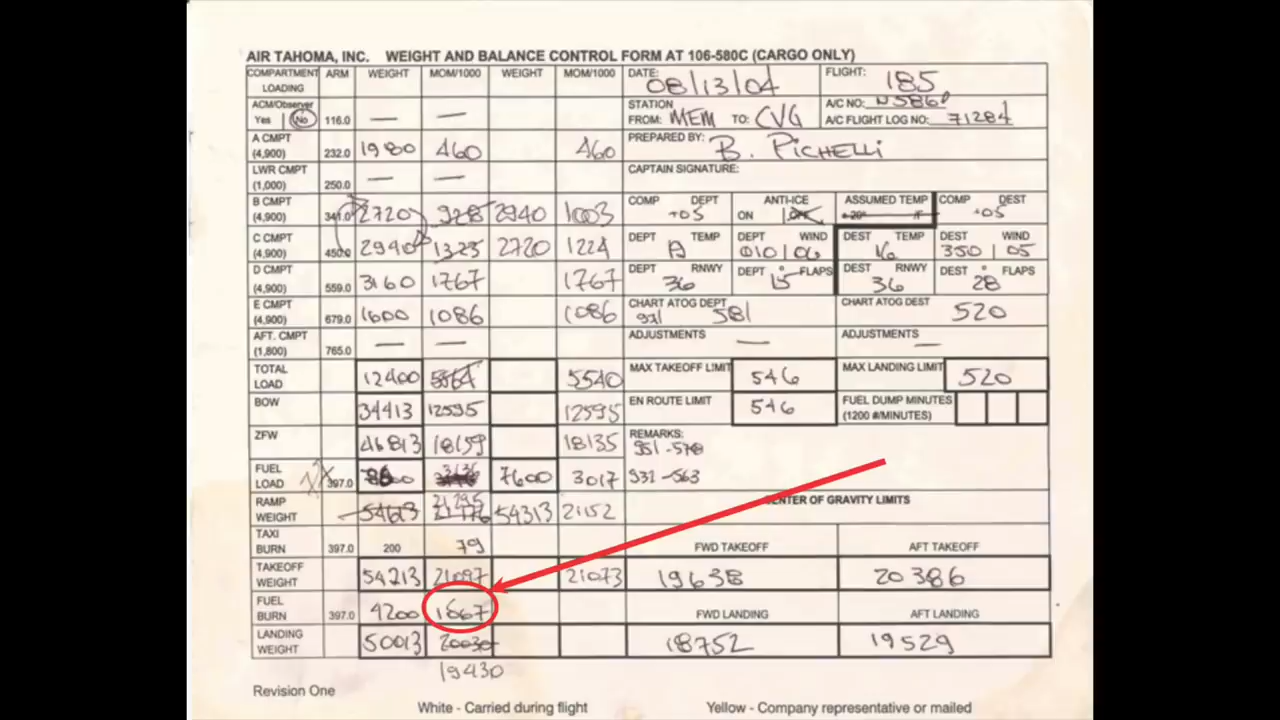 AIR TAHOMA, INC. WEIGHT AND BALANCE CONTROL FORM AT 106-580C (CARGO ONLY)
COMPARTMENT LOADING ARM WEIGHT MOM/1000 WEIGHT MOM/1000 DATE: 08/13/04 FLIGHT: 185
ACM/Observer Yes | No 116.0 — — STATION FROM: MEM TO: CVG A/C NO: N586P A/C FLIGHT LOG NO: 71284
A CMPT (4,900) 232.0 1980 460 460 PREPARED BY: B. PICHELLI
LWR CMPT (1,000) 250.0 — — CAPTAIN SIGNATURE:
B CMPT (4,900) 341.0 2720 928 2940 1003 COMP DEPT +05 ANTI-ICE ON | OFF ASSUMED TEMP COMP DEST +05
C CMPT (4,900) 450.0 2940 1323 2720 1224 DEPT TEMP DEPT WIND 010|06 DEST TEMP 16 DEST WIND 350|05
D CMPT (4,900) 559.0 3160 1767 1767 DEPT RNWY 36 DEPT ° FLAPS 15 DEST RNWY 36 DEST ° FLAPS 28
E CMPT (4,900) 679.0 1600 1086 1086 CHART ATOG DEPT 581 CHART ATOG DEST 520
AFT. CMPT (1,800) 765.0 — — ADJUSTMENTS — ADJUSTMENTS —
TOTAL LOAD 12400 5564 5540 MAX TAKEOFF LIMIT 546 MAX LANDING LIMIT 520
BOW 34413 12595 12595 EN ROUTE LIMIT 546 FUEL DUMP MINUTES (1200 #/MINUTES)
ZFW 46813 18159 18135 REMARKS: 951-578
FUEL LOAD 397.0 7600 3017 931-563
RAMP WEIGHT 54613 21295 54313 21152 CENTER OF GRAVITY LIMITS
TAXI BURN 397.0 200 79 FWD TAKEOFF AFT TAKEOFF
TAKEOFF WEIGHT 54213 21097 21073 19638 20386
FUEL BURN 397.0 4200 1667 FWD LANDING AFT LANDING
LANDING WEIGHT 50013 20030 18752 19529
19430
Revision One
White - Carried during flight Yellow - Company representative or mailed